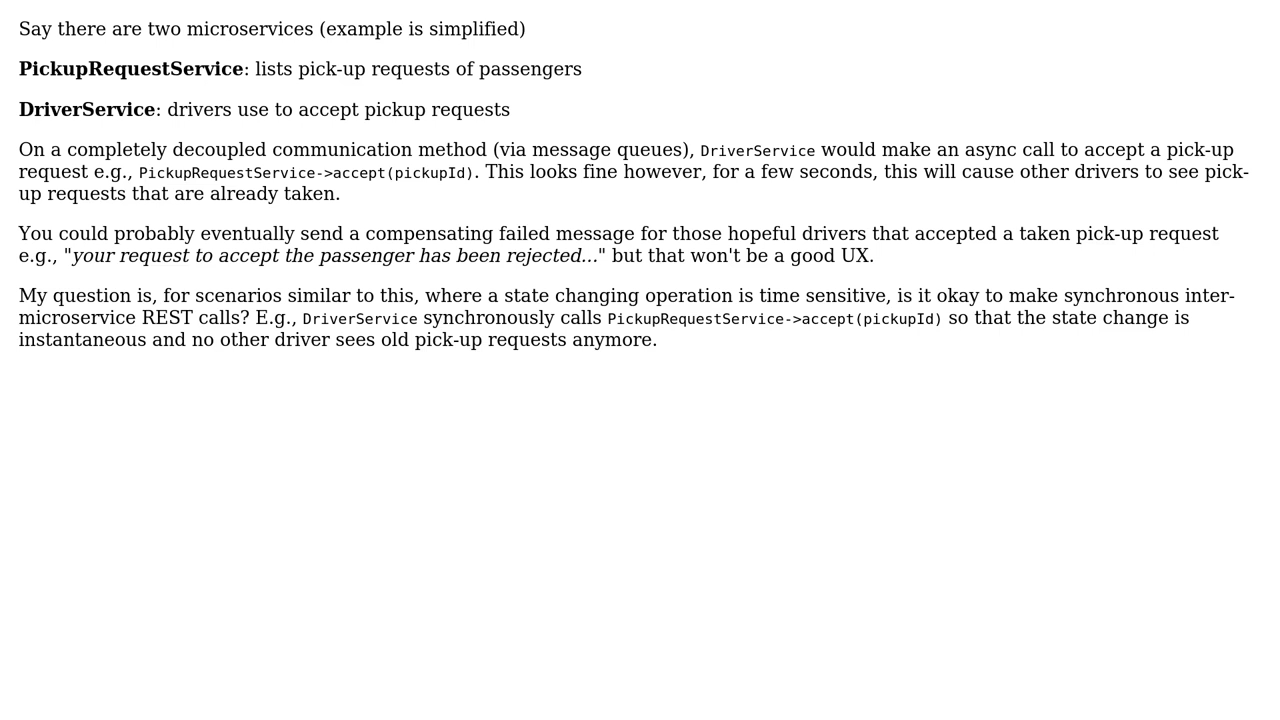 Say there are two microservices (example is simplified)
PickupRequestService: lists pick-up requests of passengers
DriverService: drivers use to accept pickup requests
On a completely decoupled communication method (via message queues), DriverService would make an async call to accept a pick-up
request e.g., PickupRequestService->accept(pickupId). This looks fine however, for a few seconds, this will cause other drivers to see pick-
up requests that are already taken.
You could probably eventually send a compensating failed message for those hopeful drivers that accepted a taken pick-up request
e.g., "your request to accept the passenger has been rejected..." but that won't be a good UX.
My question is, for scenarios similar to this, where a state changing operation is time sensitive, is it okay to make synchronous inter-
microservice REST calls? E.g., DriverService synchronously calls PickupRequestService->accept(pickupId) so that the state change is
instantaneous and no other driver sees old pick-up requests anymore.